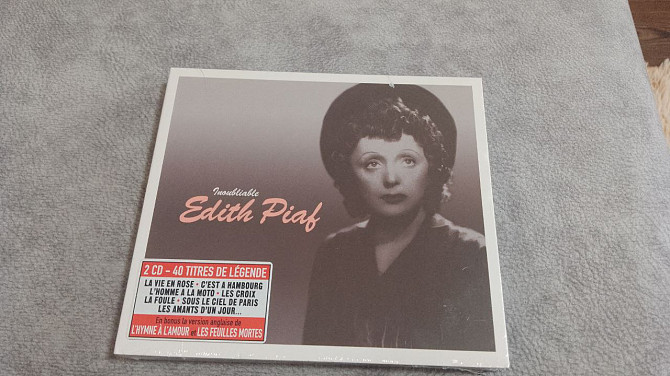 Inoubliable
Edith Piaf
2 CD – 40 TITRES DE LÉGENDE
LA VIE EN ROSE • C'EST A HAMBOURG
L'HOMME A LA MOTO • LES CROIX
LA FOULE • SOUS LE CIEL DE PARIS
LES AMANTS D'UN JOUR...
En bonus la version anglaise de
L'HYMNE À L'AMOUR et LES FEUILLES MORTES